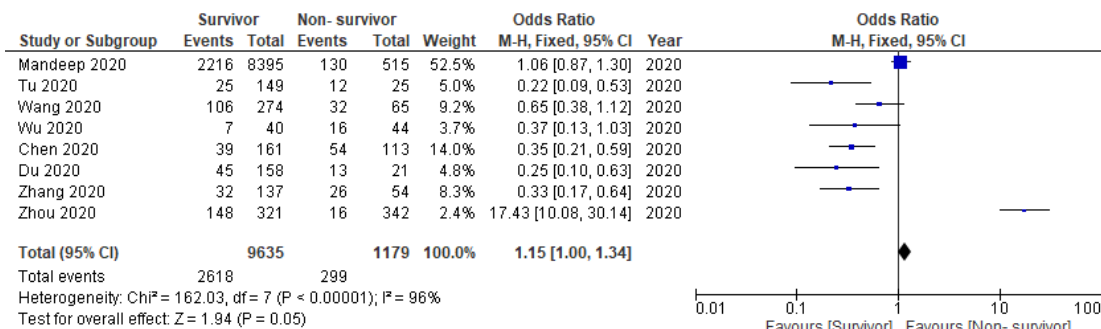 Survivor Non- survivor Odds Ratio Odds Ratio
Study or Subgroup Events Total Events Total Weight M-H, Fixed, 95% CI Year M-H, Fixed, 95% CI
Mandeep 2020 2216 8395 130 515 52.5% 1.06 [0.87, 1.30] 2020
Tu 2020 25 149 12 25 5.0% 0.22 [0.09, 0.53] 2020
Wang 2020 106 274 32 65 9.2% 0.65 [0.38, 1.12] 2020
Wu 2020 7 40 16 44 3.7% 0.37 [0.13, 1.03] 2020
Chen 2020 39 161 54 113 14.0% 0.35 [0.21, 0.59] 2020
Du 2020 45 158 13 21 4.8% 0.25 [0.10, 0.63] 2020
Zhang 2020 32 137 26 54 8.3% 0.33 [0.17, 0.64] 2020
Zhou 2020 148 321 16 342 2.4% 17.43 [10.08, 30.14] 2020
Total (95% CI) 9635 1179 100.0% 1.15 [1.00, 1.34]
Total events 2618 299
Heterogeneity: Chi² = 162.03, df = 7 (P < 0.00001); I² = 96%
Test for overall effect: Z = 1.94 (P = 0.05)
0.01 0.1 1 10 100
Favours [Survivor] Favours [Non- survivor]